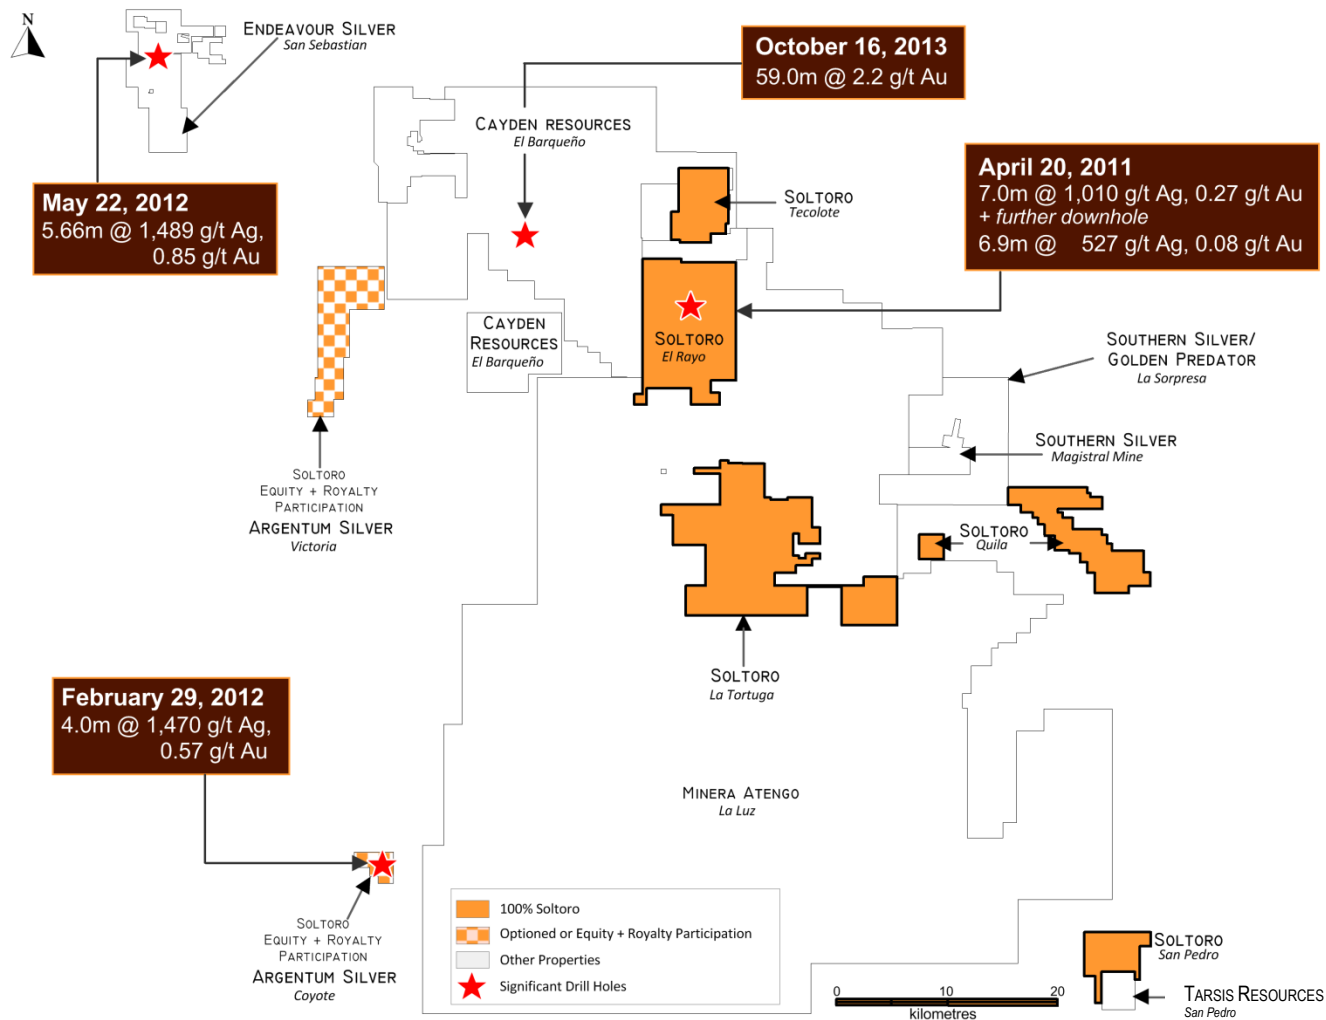 N
ENDEAVOUR SILVER
San Sebastian
October 16, 2013
59.0m @ 2.2 g/t Au
CAYDEN RESOURCES
El Barqueño
April 20, 2011
7.0m @ 1,010 g/t Ag, 0.27 g/t Au
+ further downhole
6.9m @ 527 g/t Ag, 0.08 g/t Au
May 22, 2012
5.66m @ 1,489 g/t Ag,
0.85 g/t Au
SOLTORO
Tecolote
CAYDEN
RESOURCES
El Barqueño
SOLTORO
El Rayo
SOUTHERN SILVER/
GOLDEN PREDATOR
La Sorpresa
SOUTHERN SILVER
Magistral Mine
SOLTORO
EQUITY + ROYALTY
PARTICIPATION
ARGENTUM SILVER
Victoria
SOLTORO
Quila
SOLTORO
La Tortuga
February 29, 2012
4.0m @ 1,470 g/t Ag,
0.57 g/t Au
MINERA ATENGO
La Luz
SOLTORO
EQUITY + ROYALTY
PARTICIPATION
ARGENTUM SILVER
Coyote
100% Soltoro
Optioned or Equity + Royalty Participation
Other Properties
Significant Drill Holes
0 10 20
kilometres
SOLTORO
San Pedro
TARSIS RESOURCES
San Pedro